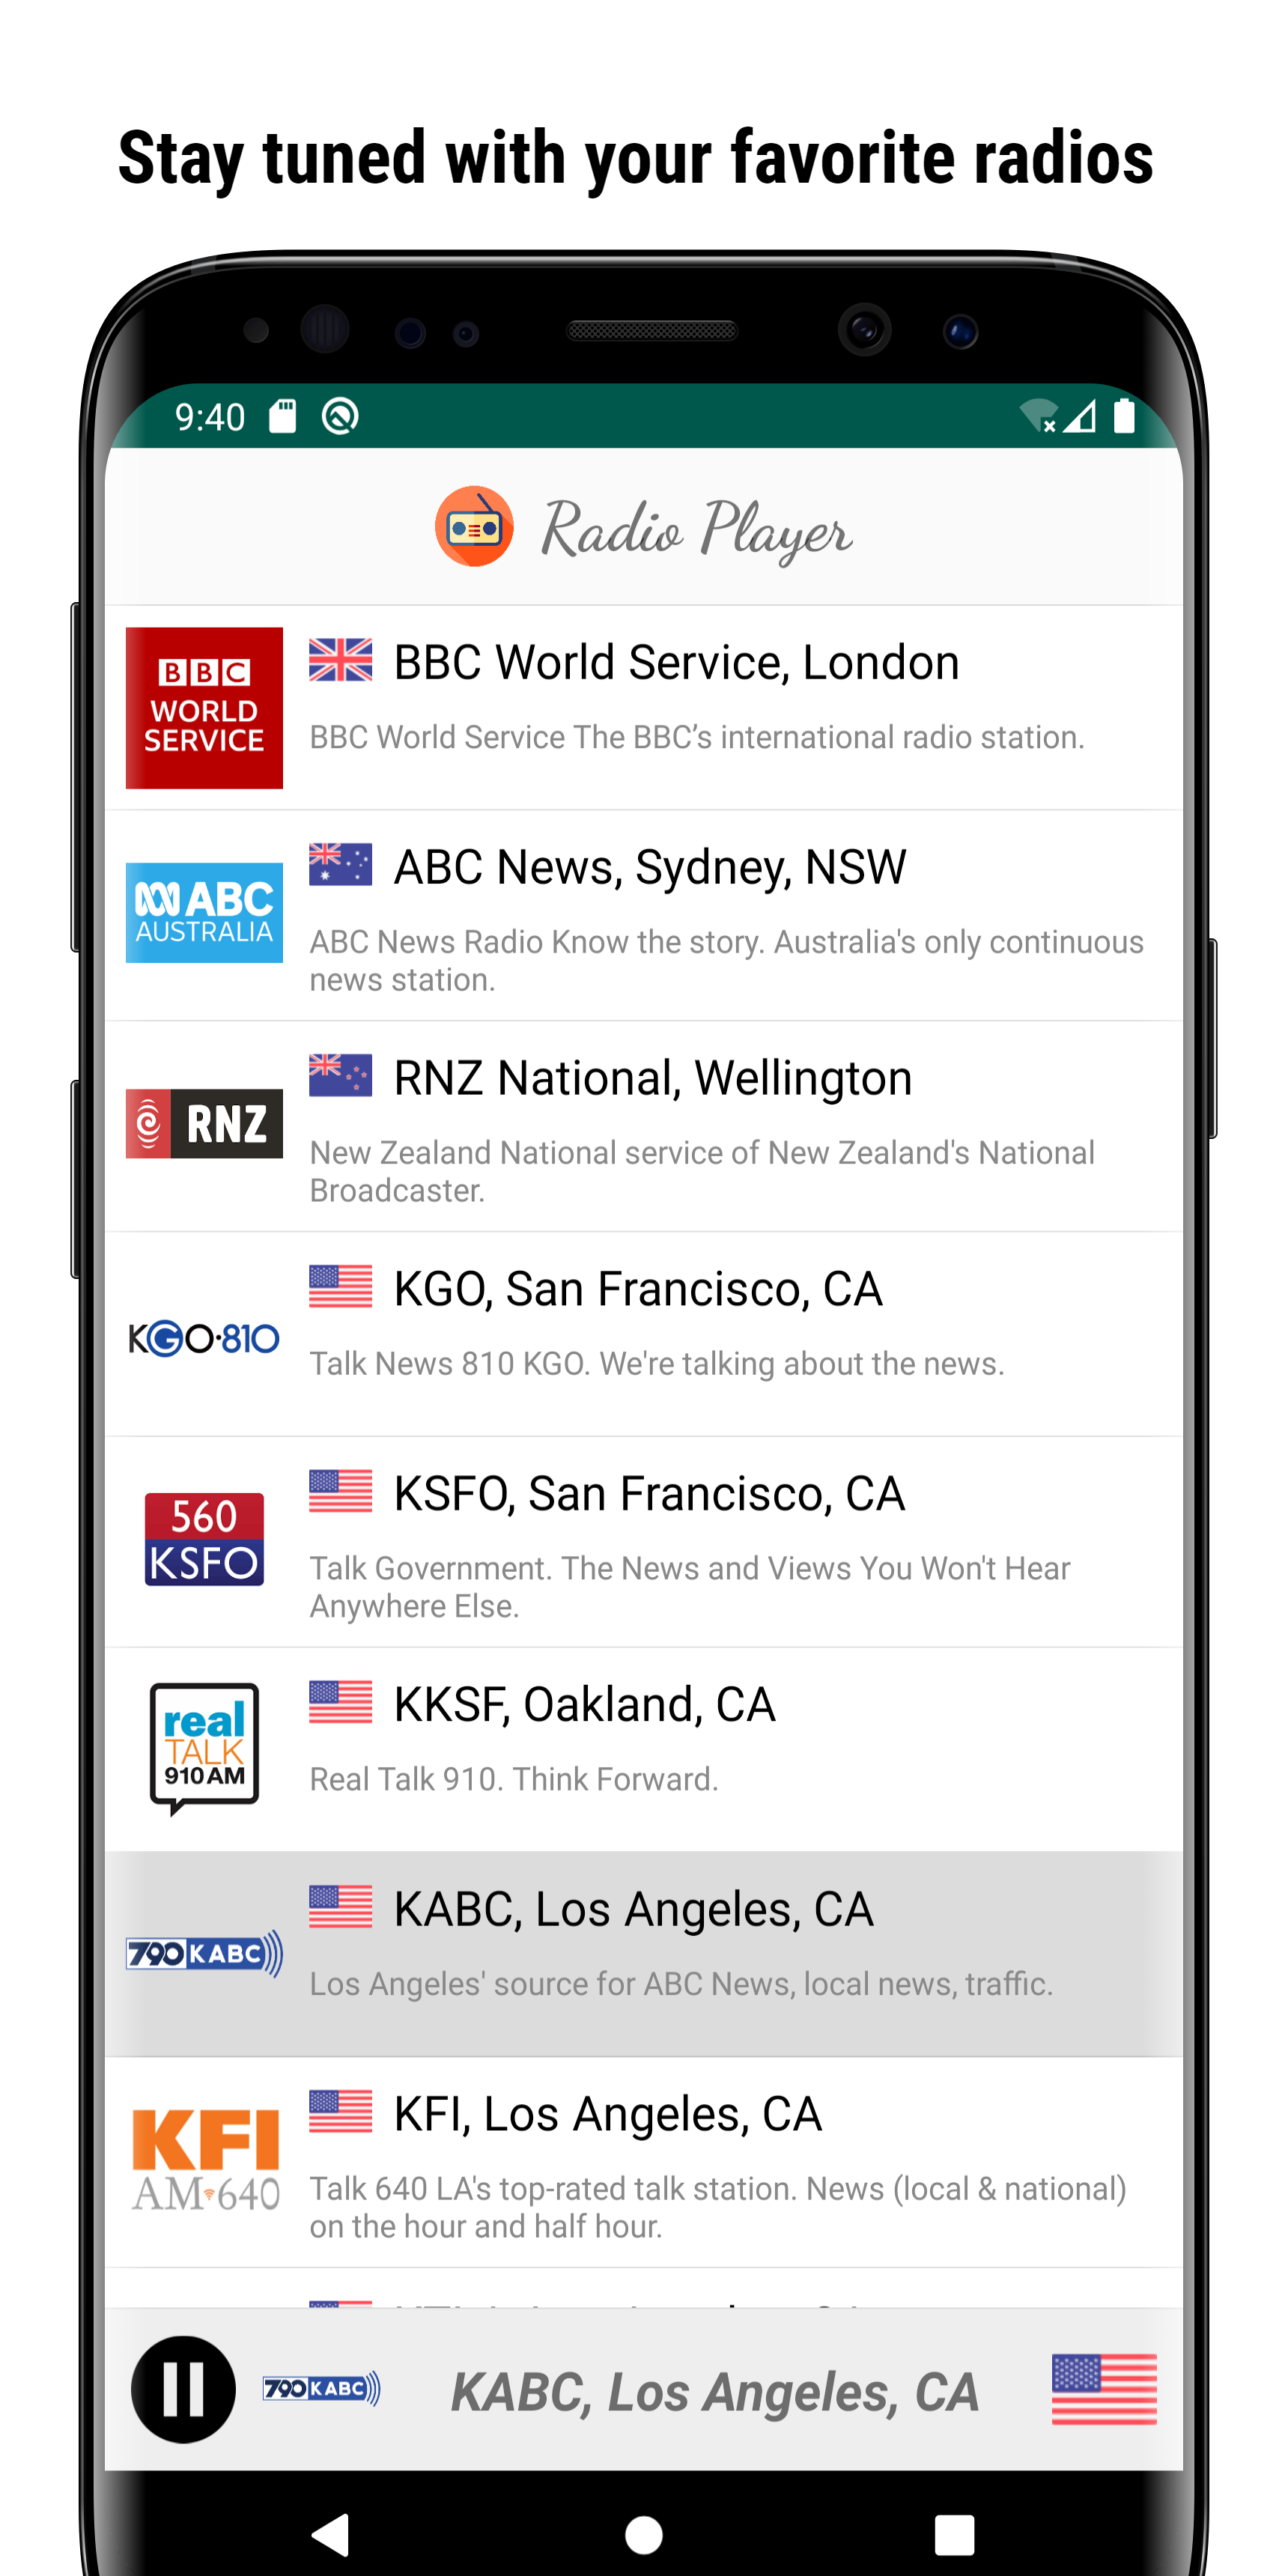 Stay tuned with your favorite radios
9:40
Radio Player
BBC
WORLD
SERVICE
BBC World Service, London
BBC World Service The BBC’s international radio station.
ABC
AUSTRALIA
ABC News, Sydney, NSW
ABC News Radio Know the story. Australia's only continuous
news station.
RNZ
RNZ National, Wellington
New Zealand National service of New Zealand's National
Broadcaster.
KGO·810
KGO, San Francisco, CA
Talk News 810 KGO. We're talking about the news.
560
KSFO
KSFO, San Francisco, CA
Talk Government. The News and Views You Won't Hear
Anywhere Else.
real
TALK
910 AM
KKSF, Oakland, CA
Real Talk 910. Think Forward.
790 KABC
KABC, Los Angeles, CA
Los Angeles' source for ABC News, local news, traffic.
KFI
AM 640
KFI, Los Angeles, CA
Talk 640 LA's top-rated talk station. News (local & national)
on the hour and half hour.
790 KABC
KABC, Los Angeles, CA